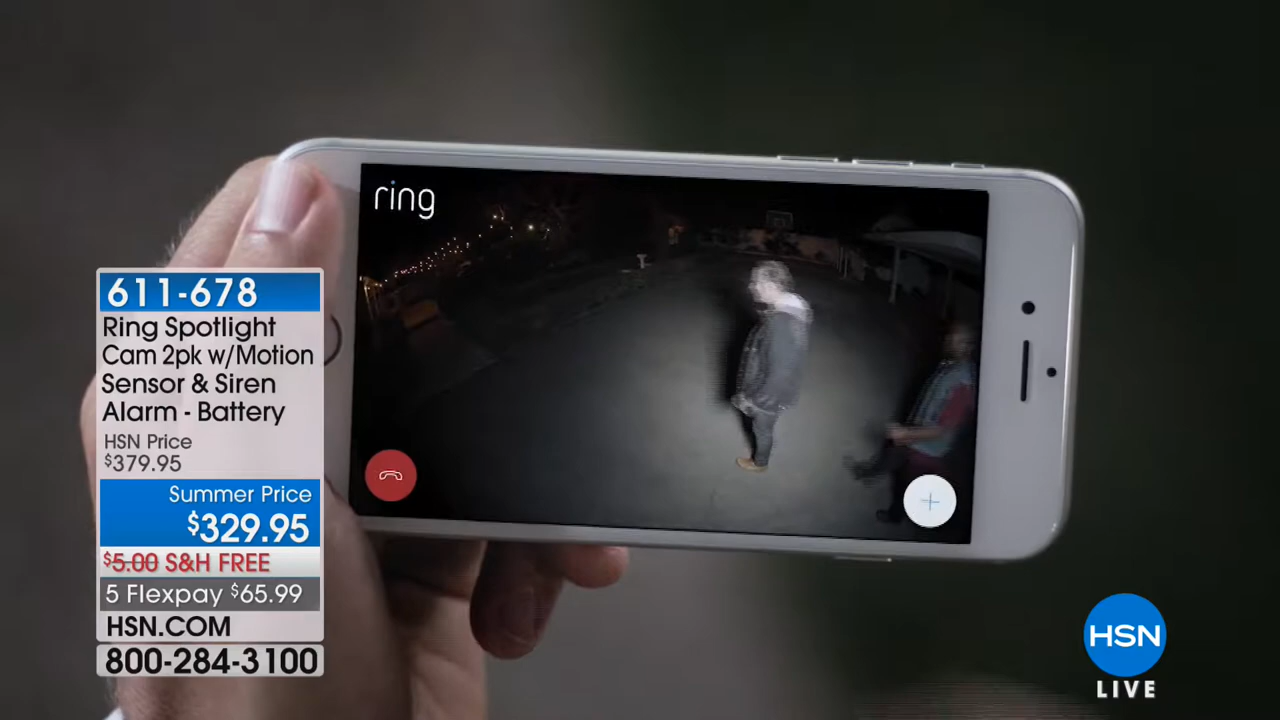 ring
611-678
Ring Spotlight
Cam 2pk w/Motion
Sensor & Siren
Alarm - Battery
HSN Price
$379.95
Summer Price
$329.95
$5.00 S&H FREE
5 Flexpay $65.99
HSN.COM
800-284-3100
HSN
LIVE